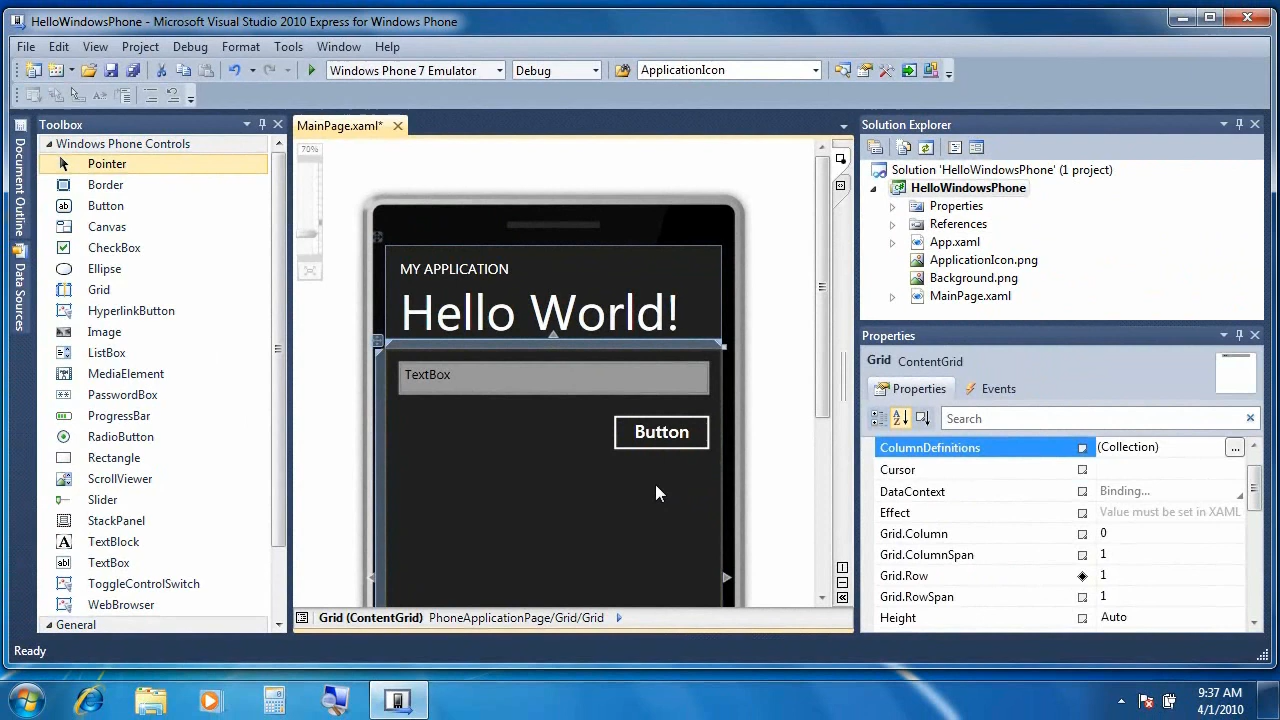 HelloWindowsPhone - Microsoft Visual Studio 2010 Express for Windows Phone
File Edit View Project Debug Format Tools Window Help
Windows Phone 7 Emulator Debug ApplicationIcon
Document Outline
Data Sources
Toolbox
Windows Phone Controls
Pointer
Border
Button
Canvas
CheckBox
Ellipse
Grid
HyperlinkButton
Image
ListBox
MediaElement
PasswordBox
ProgressBar
RadioButton
Rectangle
ScrollViewer
Slider
StackPanel
TextBlock
TextBox
ToggleControlSwitch
WebBrowser
General
MainPage.xaml*
70%
MY APPLICATION
Hello World!
TextBox
Button
Grid (ContentGrid) PhoneApplicationPage/Grid/Grid
Solution Explorer
Solution 'HelloWindowsPhone' (1 project)
HelloWindowsPhone
Properties
References
App.xaml
ApplicationIcon.png
Background.png
MainPage.xaml
Properties
Grid ContentGrid
Properties Events
Search
ColumnDefinitions (Collection) ...
Cursor
DataContext Binding...
Effect Value must be set in XAML
Grid.Column 0
Grid.ColumnSpan 1
Grid.Row 1
Grid.RowSpan 1
Height Auto
Ready
9:37 AM
4/1/2010